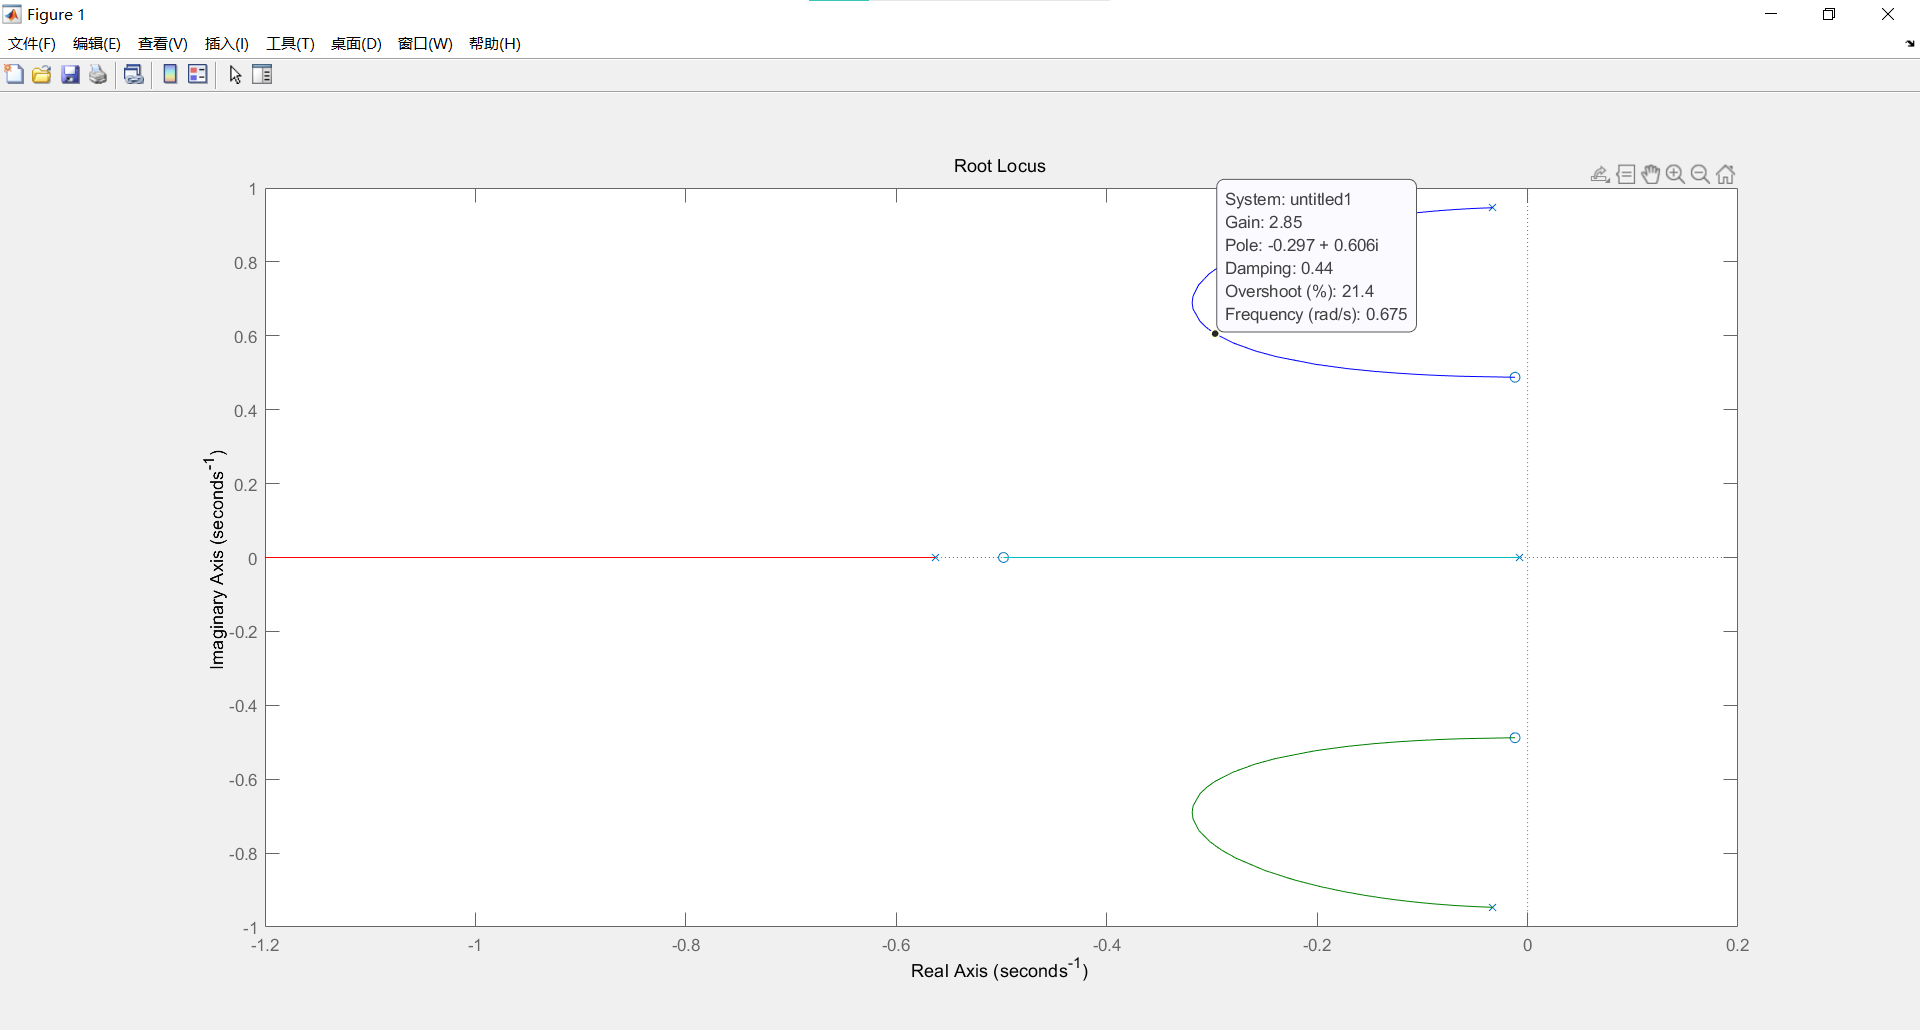 Figure 1
文件(F) 编辑(E) 查看(V) 插入(I) 工具(T) 桌面(D) 窗口(W) 帮助(H)
Root Locus
System: untitled1
Gain: 2.85
Pole: -0.297 + 0.606i
Damping: 0.44
Overshoot (%): 21.4
Frequency (rad/s): 0.675
1
0.8
0.6
0.4
0.2
0
-0.2
-0.4
-0.6
-0.8
-1
Imaginary Axis (seconds⁻¹)
-1.2 -1 -0.8 -0.6 -0.4 -0.2 0 0.2
Real Axis (seconds⁻¹)